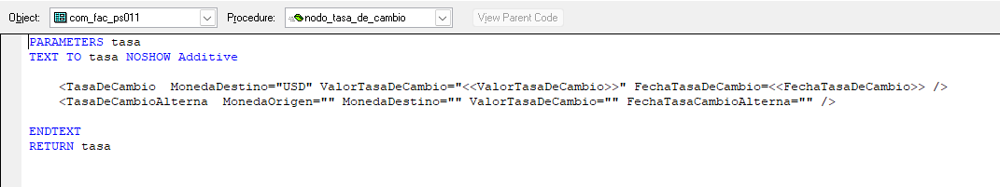 Object: com_fac_ps011 Procedure: nodo_tasa_de_cambio View Parent Code
PARAMETERS tasa
TEXT TO tasa NOSHOW Additive
<TasaDeCambio  MonedaDestino="USD" ValorTasaDeCambio="<<ValorTasaDeCambio>>" FechaTasaDeCambio=<<FechaTasaDeCambio>> />
<TasaDeCambioAlterna  MonedaOrigen="" MonedaDestino="" ValorTasaDeCambio="" FechaTasaCambioAlterna="" />
ENDTEXT
RETURN tasa